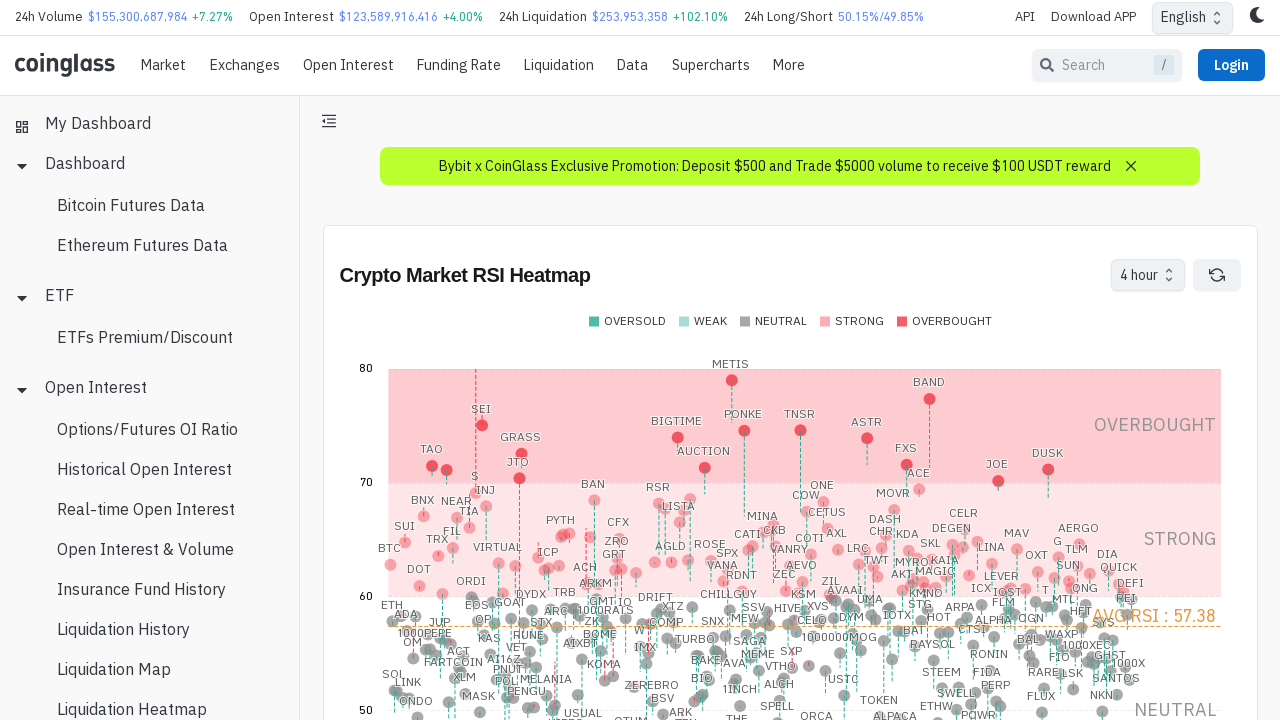 24h Volume $155,300,687,984 +7.27% Open Interest $123,589,916,416 +4.00% 24h Liquidation $253,953,358 +102.10% 24h Long/Short 50.15%/49.85% API Download APP English
coinglass Market Exchanges Open Interest Funding Rate Liquidation Data Supercharts More Search / Login
My Dashboard
Dashboard
Bitcoin Futures Data
Ethereum Futures Data
ETF
ETFs Premium/Discount
Open Interest
Options/Futures OI Ratio
Historical Open Interest
Real-time Open Interest
Open Interest & Volume
Insurance Fund History
Liquidation History
Liquidation Map
Liquidation Heatmap
Bybit x CoinGlass Exclusive Promotion: Deposit $500 and Trade $5000 volume to receive $100 USDT reward
Crypto Market RSI Heatmap 4 hour
OVERSOLD WEAK NEUTRAL STRONG OVERBOUGHT
METIS
80
BAND
SEI
PONKE TNSR
BIGTIME ASTR
OVERBOUGHT
GRASS
TAO AUCTION FXS DUSK
JTO JOE
S ACE
70
BAN RSR ONE
INJ MOVR
BNX NEAR LISTA COW
TIA MINA CETUS CELR
SUI PYTH CFX DASH
FIL CATI CKB CHR DEGEN AERGO
TRX ZRO COTI AXL KDA MAV
STRONG
BTC VIRTUAL AGLD ROSE VANRY LRC SKL LINA G
ICP GRT SPX TWT OXT TLM DIA
DOT ACH VANA AEVO MYRO KAIA SUN QUICK
ORDI ARKM RDNT ZEC AKT MAGIC LEVER
DYDX TRB CHILLGUY KSM ZIL AVAAI KMNO ICX IOST T ONG DEFI
60
ETH EOS GOAT GMT IO DRIFT XTZ SSV HIVE XVS UMA STG ARPA FLM MTL REI
ADA OP ARC 1000RATS SNX MEW CELO DYM IOTX HOT ALPHA OGN HFT
AVG RSI : 57.38
JUP STX ZK COMP BAT CTSI SYS
1000PEPE KAS RUNE BOME TURBO SAGA 1000000MOG BAL WAXP
OM VET AIXBT IMX MEME SXP RAYSOL 1000XEC
ACT AI16Z BAKE RONIN FIO GHST
FARTCOIN PNUT KOMA AVA VTHO STEEM FIDA RARE LSK 1000X
SOL XLM MELANIA BIO USTC SANTOS
LINK PENGU ZEREBRO 1INCH ALGH PERP
ONDO MASK BSV TOKEN SWELL FLUX NKN
SPELL ETHW
50
USUAL ARK ORCA ALPACA POWR
NEUTRAL
THE